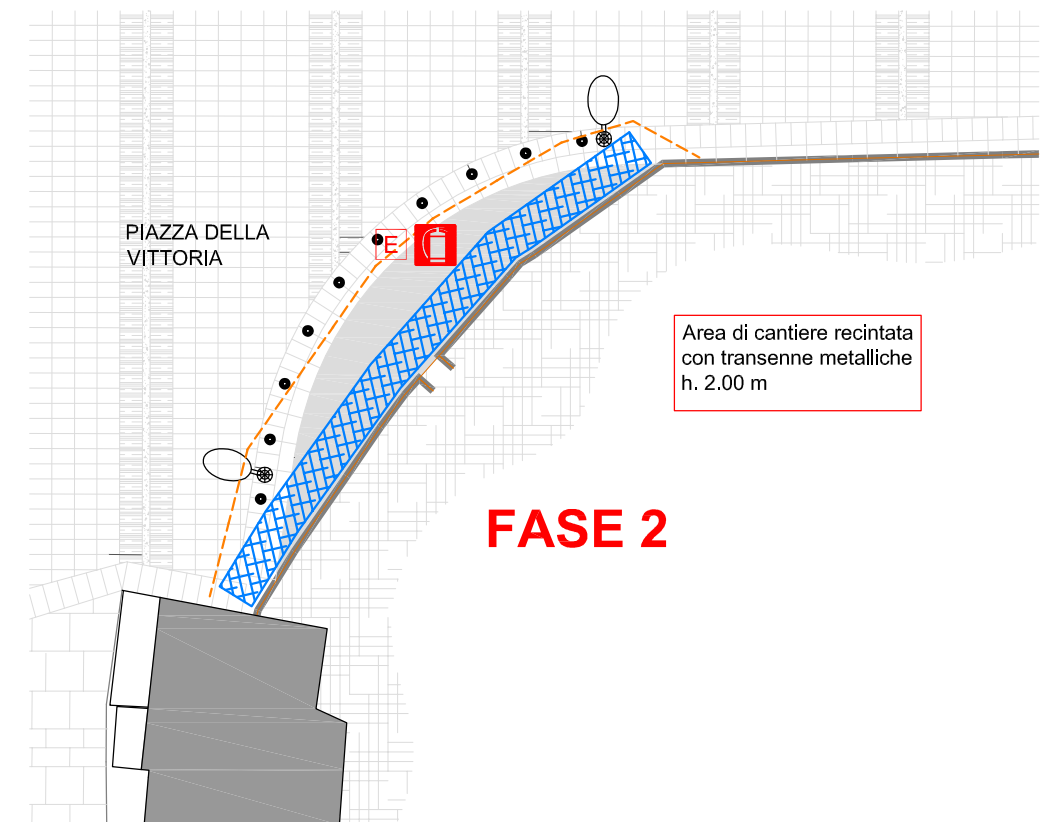 PIAZZA DELLA
VITTORIA
E
Area di cantiere recintata
con transenne metalliche
h. 2.00 m
FASE 2